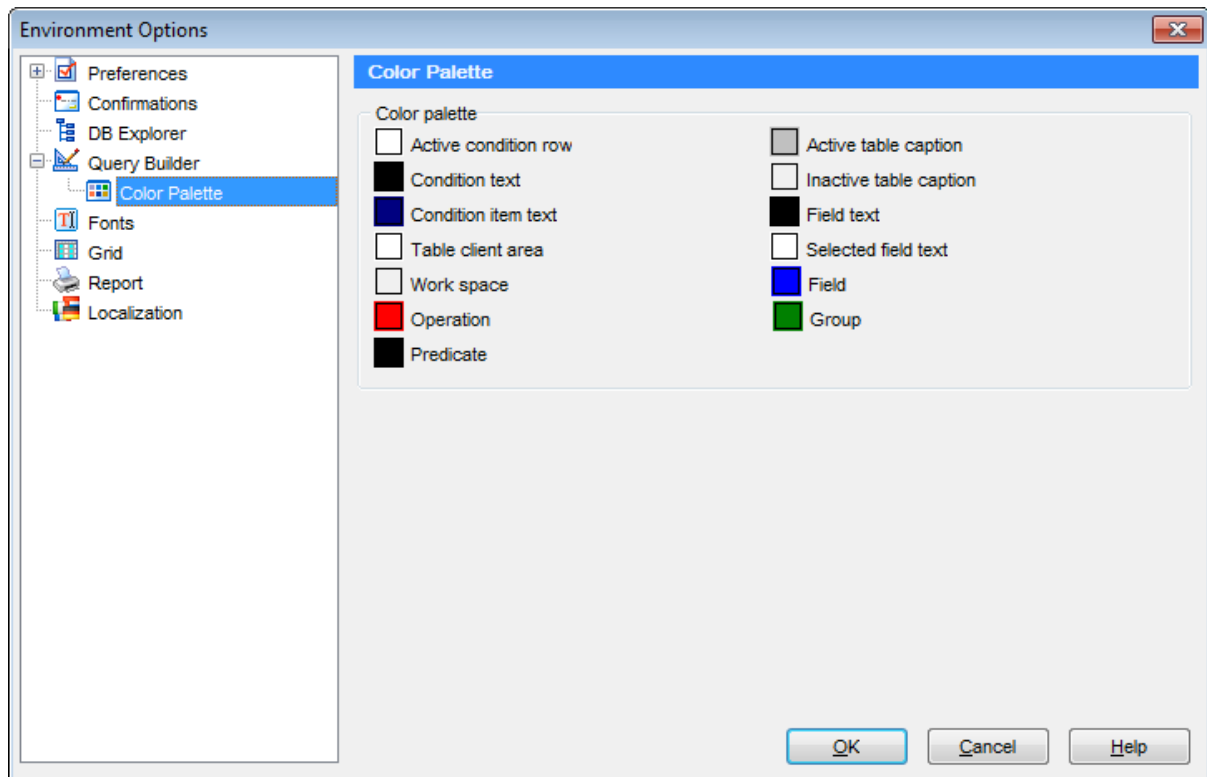 Environment Options
Preferences
Confirmations
DB Explorer
Query Builder
Color Palette
Fonts
Grid
Report
Localization
Color Palette
Color palette
Active condition row
Condition text
Condition item text
Table client area
Work space
Operation
Predicate
Active table caption
Inactive table caption
Field text
Selected field text
Field
Group
OK
Cancel
Help